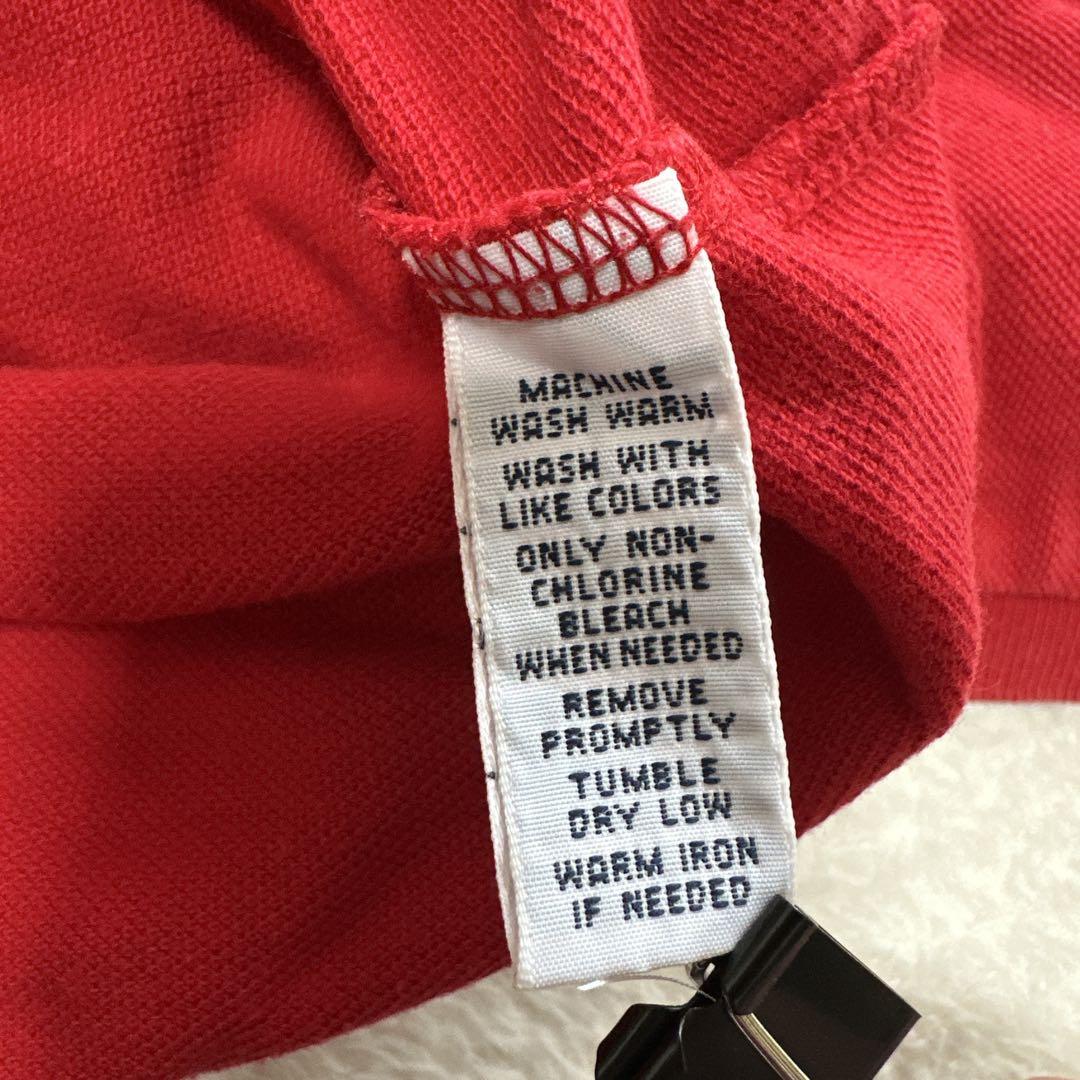 MACHINE
WASH WARM
WASH WITH
LIKE COLORS
ONLY NON-
CHLORINE
BLEACH
WHEN NEEDED
REMOVE
PROMPTLY
TUMBLE
DRY LOW
WARM IRON
IF NEEDED